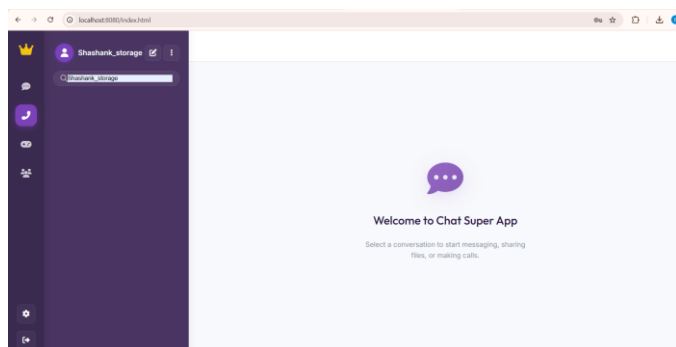 localhost:8080/index.html
Shashank_storage
Shashank_storage
Welcome to Chat Super App
Select a conversation to start messaging, sharing
files, or making calls.